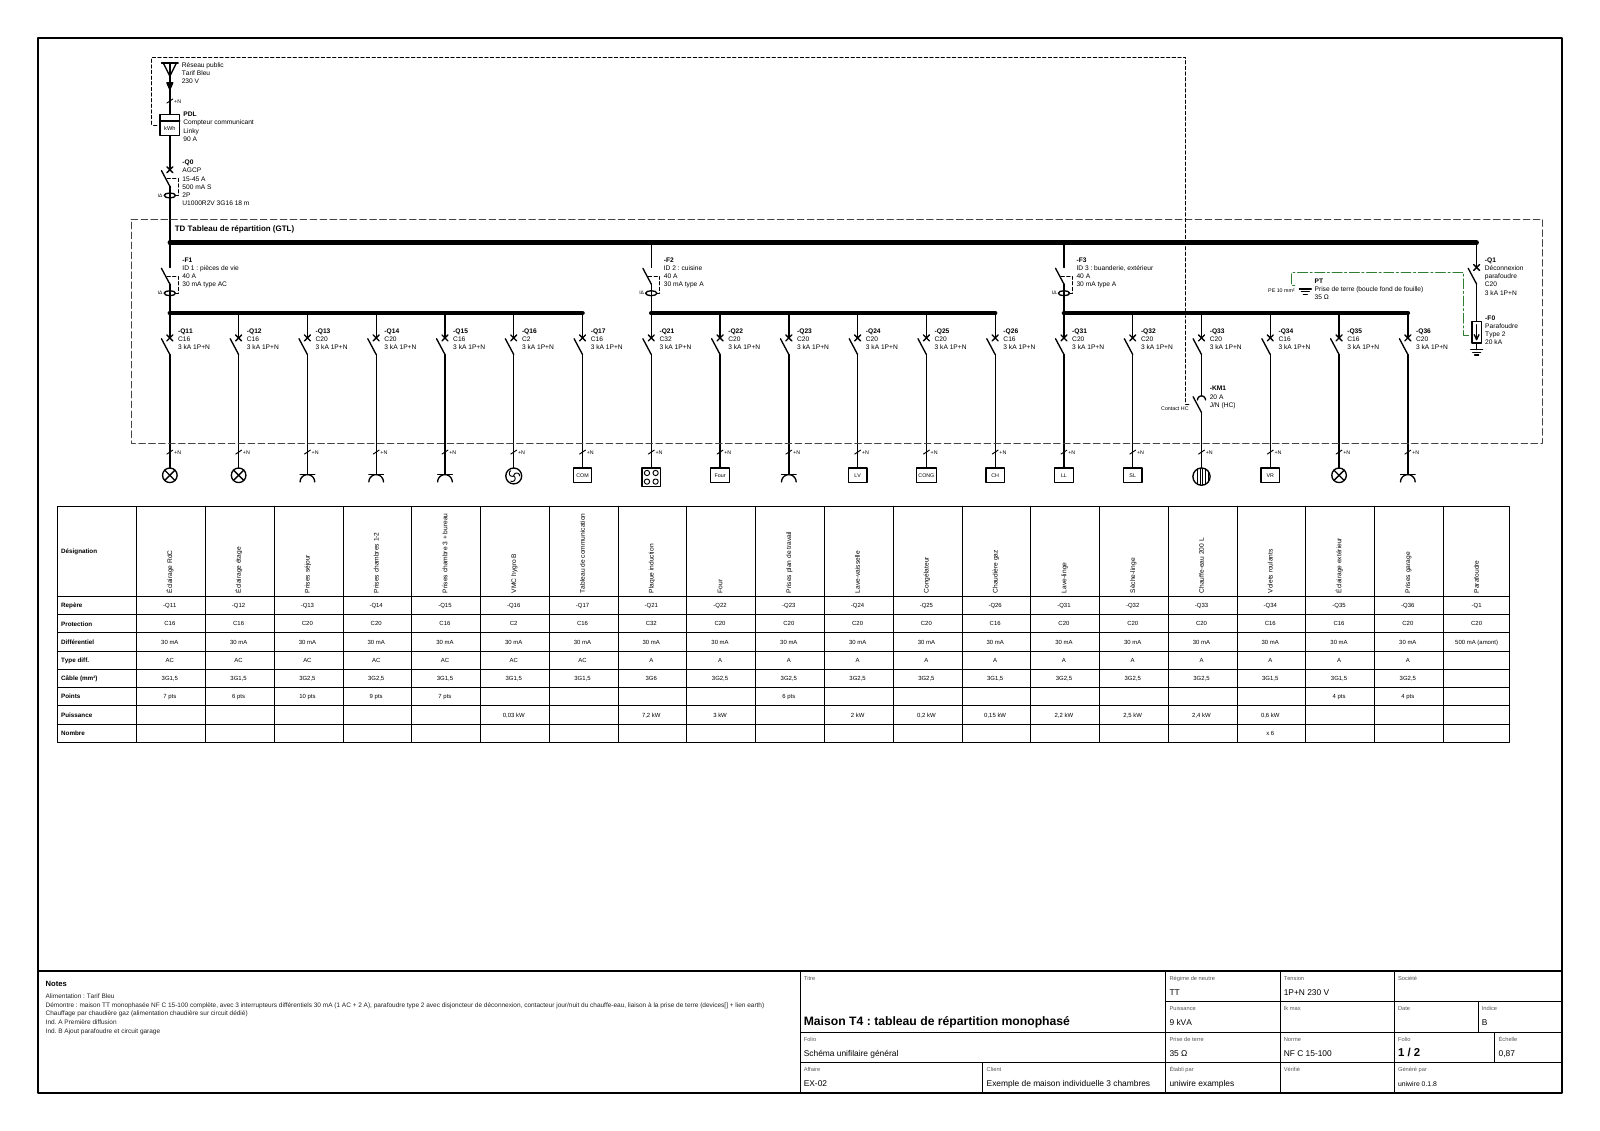 Réseau public
Tarif Bleu
230 V
+N
PDL
Compteur communicant
Linky
90 A
kWh
-Q0
AGCP
15-45 A
500 mA S
2P
U1000R2V 3G16 18 m
IΔ
TD Tableau de répartition (GTL)
-F1
ID 1 : pièces de vie
40 A
30 mA type AC
IΔ
-F2
ID 2 : cuisine
40 A
30 mA type A
IΔ
-F3
ID 3 : buanderie, extérieur
40 A
30 mA type A
IΔ
PE 10 mm²
PT
Prise de terre (boucle fond de fouille)
35 Ω
-Q1
Déconnexion
parafoudre
C20
3 kA 1P+N
-F0
Parafoudre
Type 2
20 kA
-Q11
C16
3 kA 1P+N
-Q12
C16
3 kA 1P+N
-Q13
C20
3 kA 1P+N
-Q14
C20
3 kA 1P+N
-Q15
C16
3 kA 1P+N
-Q16
C2
3 kA 1P+N
-Q17
C16
3 kA 1P+N
-Q21
C32
3 kA 1P+N
-Q22
C20
3 kA 1P+N
-Q23
C20
3 kA 1P+N
-Q24
C20
3 kA 1P+N
-Q25
C20
3 kA 1P+N
-Q26
C16
3 kA 1P+N
-Q31
C20
3 kA 1P+N
-Q32
C20
3 kA 1P+N
-Q33
C20
3 kA 1P+N
-Q34
C16
3 kA 1P+N
-Q35
C16
3 kA 1P+N
-Q36
C20
3 kA 1P+N
-KM1
20 A
J/N (HC)
Contact HC
+N +N +N +N +N +N +N +N +N +N +N +N +N +N +N +N +N +N +N
COM Four LV CONG CH LL SL VR
Désignation Éclairage RdC Éclairage étage Prises séjour Prises chambres 1-2 Prises chambre 3 + bureau VMC hygro B Tableau de communication Plaque induction Four Prises plan de travail Lave-vaisselle Congélateur Chaudière gaz Lave-linge Sèche-linge Chauffe-eau 200 L Volets roulants Éclairage extérieur Prises garage Parafoudre
Repère -Q11 -Q12 -Q13 -Q14 -Q15 -Q16 -Q17 -Q21 -Q22 -Q23 -Q24 -Q25 -Q26 -Q31 -Q32 -Q33 -Q34 -Q35 -Q36 -Q1
Protection C16 C16 C20 C20 C16 C2 C16 C32 C20 C20 C20 C20 C16 C20 C20 C20 C16 C16 C20 C20
Différentiel 30 mA 30 mA 30 mA 30 mA 30 mA 30 mA 30 mA 30 mA 30 mA 30 mA 30 mA 30 mA 30 mA 30 mA 30 mA 30 mA 30 mA 30 mA 30 mA 500 mA (amont)
Type diff. AC AC AC AC AC AC AC A A A A A A A A A A A A
Câble (mm²) 3G1,5 3G1,5 3G2,5 3G2,5 3G1,5 3G1,5 3G1,5 3G6 3G2,5 3G2,5 3G2,5 3G2,5 3G1,5 3G2,5 3G2,5 3G2,5 3G1,5 3G1,5 3G2,5
Points 7 pts 6 pts 10 pts 9 pts 7 pts 6 pts 4 pts 4 pts
Puissance 0,03 kW 7,2 kW 3 kW 2 kW 0,2 kW 0,15 kW 2,2 kW 2,5 kW 2,4 kW 0,6 kW
Nombre x 6
Notes
Alimentation : Tarif Bleu
Démontre : maison TT monophasée NF C 15-100 complète, avec 3 interrupteurs différentiels 30 mA (1 AC + 2 A), parafoudre type 2 avec disjoncteur de déconnexion, contacteur jour/nuit du chauffe-eau, liaison à la prise de terre (devices[] + lien earth)
Chauffage par chaudière gaz (alimentation chaudière sur circuit dédié)
Ind. A Première diffusion
Ind. B Ajout parafoudre et circuit garage
Titre
Maison T4 : tableau de répartition monophasé
Folio
Schéma unifilaire général
Affaire
EX-02
Client
Exemple de maison individuelle 3 chambres
Régime de neutre
TT
Tension
1P+N 230 V
Société
Puissance
9 kVA
Ik max
Date
Indice
B
Prise de terre
35 Ω
Norme
NF C 15-100
Folio
1 / 2
Échelle
0,87
Établi par
uniwire examples
Vérifié
Généré par
uniwire 0.1.8